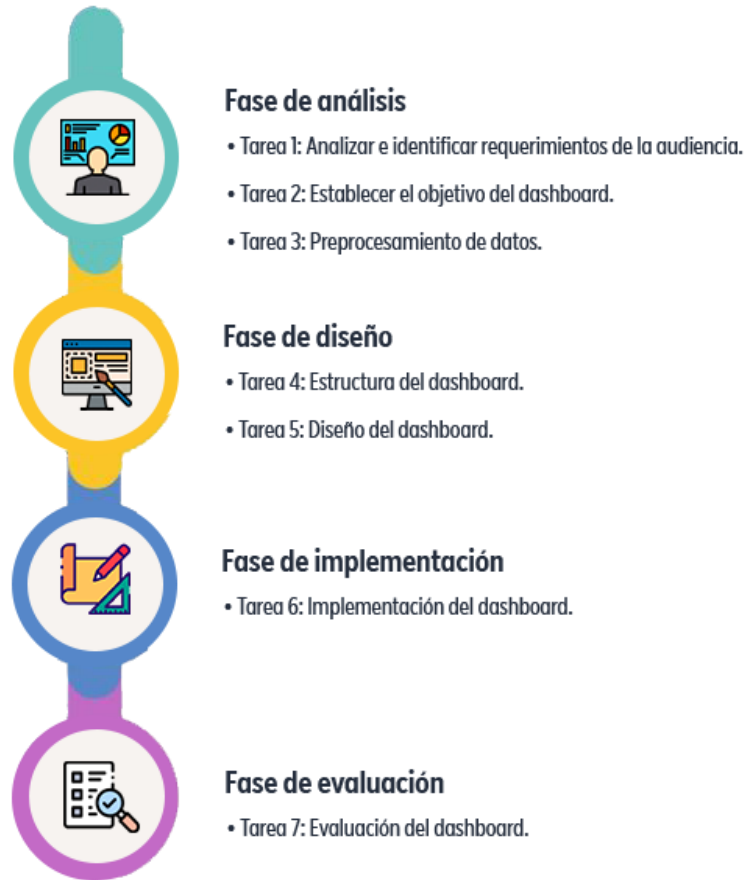 Fase de análisis
• Tarea 1: Analizar e identificar requerimientos de la audiencia.
• Tarea 2: Establecer el objetivo del dashboard.
• Tarea 3: Preprocesamiento de datos.
Fase de diseño
• Tarea 4: Estructura del dashboard.
• Tarea 5: Diseño del dashboard.
Fase de implementación
• Tarea 6: Implementación del dashboard.
Fase de evaluación
• Tarea 7: Evaluación del dashboard.